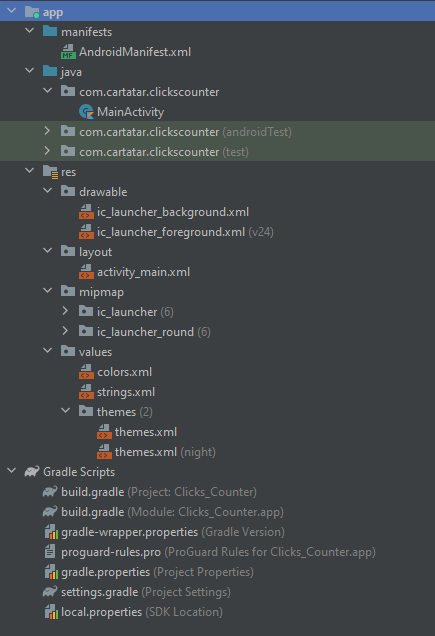 app
manifests
AndroidManifest.xml
java
com.cartatar.clickscounter
MainActivity
com.cartatar.clickscounter (androidTest)
com.cartatar.clickscounter (test)
res
drawable
ic_launcher_background.xml
ic_launcher_foreground.xml (v24)
layout
activity_main.xml
mipmap
ic_launcher (6)
ic_launcher_round (6)
values
colors.xml
strings.xml
themes (2)
themes.xml
themes.xml (night)
Gradle Scripts
build.gradle (Project: Clicks_Counter)
build.gradle (Module: Clicks_Counter.app)
gradle-wrapper.properties (Gradle Version)
proguard-rules.pro (ProGuard Rules for Clicks_Counter.app)
gradle.properties (Project Properties)
settings.gradle (Project Settings)
local.properties (SDK Location)